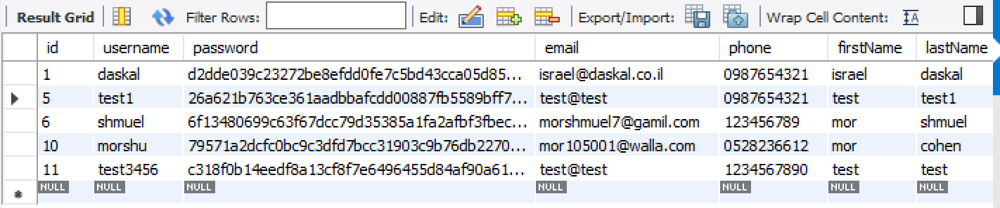 Result Grid Filter Rows: Edit: Export/Import: Wrap Cell Content: A
id username password email phone firstName lastName
1 daskal d2dde039c23272be8efdd0fe7c5bd43cca05d85... israel@daskal.co.il 0987654321 israel daskal
5 test1 26a621b763ce361aadbbafcdd00887fb5589bff7... test@test 0987654321 test test1
6 shmuel 6f13480699c63f67dcc79d35385a1fa2afbf3fbec... morshmuel7@gamil.com 123456789 mor shmuel
10 morshu 79571a2dcfc0bc9c3dfd7bcc31903c9b76db2270... mor105001@walla.com 0528236612 mor cohen
11 test3456 c318f0b14eedf8a13cf8f7e6496455d84af90a61... test@test 1234567890 test test
NULL NULL NULL NULL NULL NULL NULL